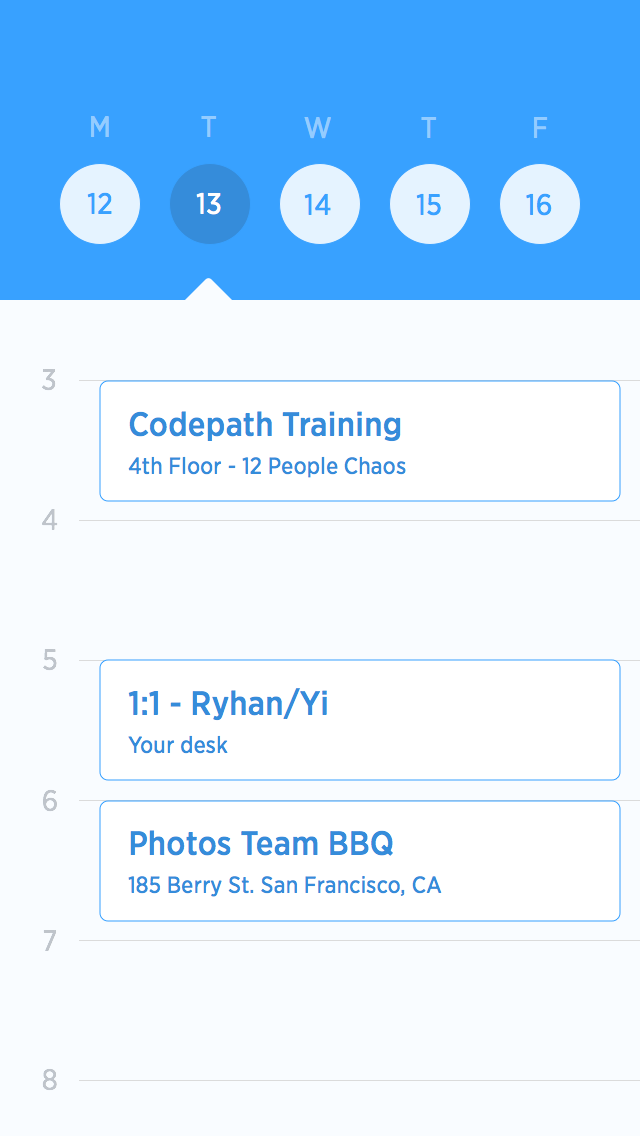 M T W T F
12 13 14 15 16
3
Codepath Training
4th Floor - 12 People Chaos
4
5
1:1 - Ryhan/Yi
Your desk
6
Photos Team BBQ
185 Berry St. San Francisco, CA
7
8